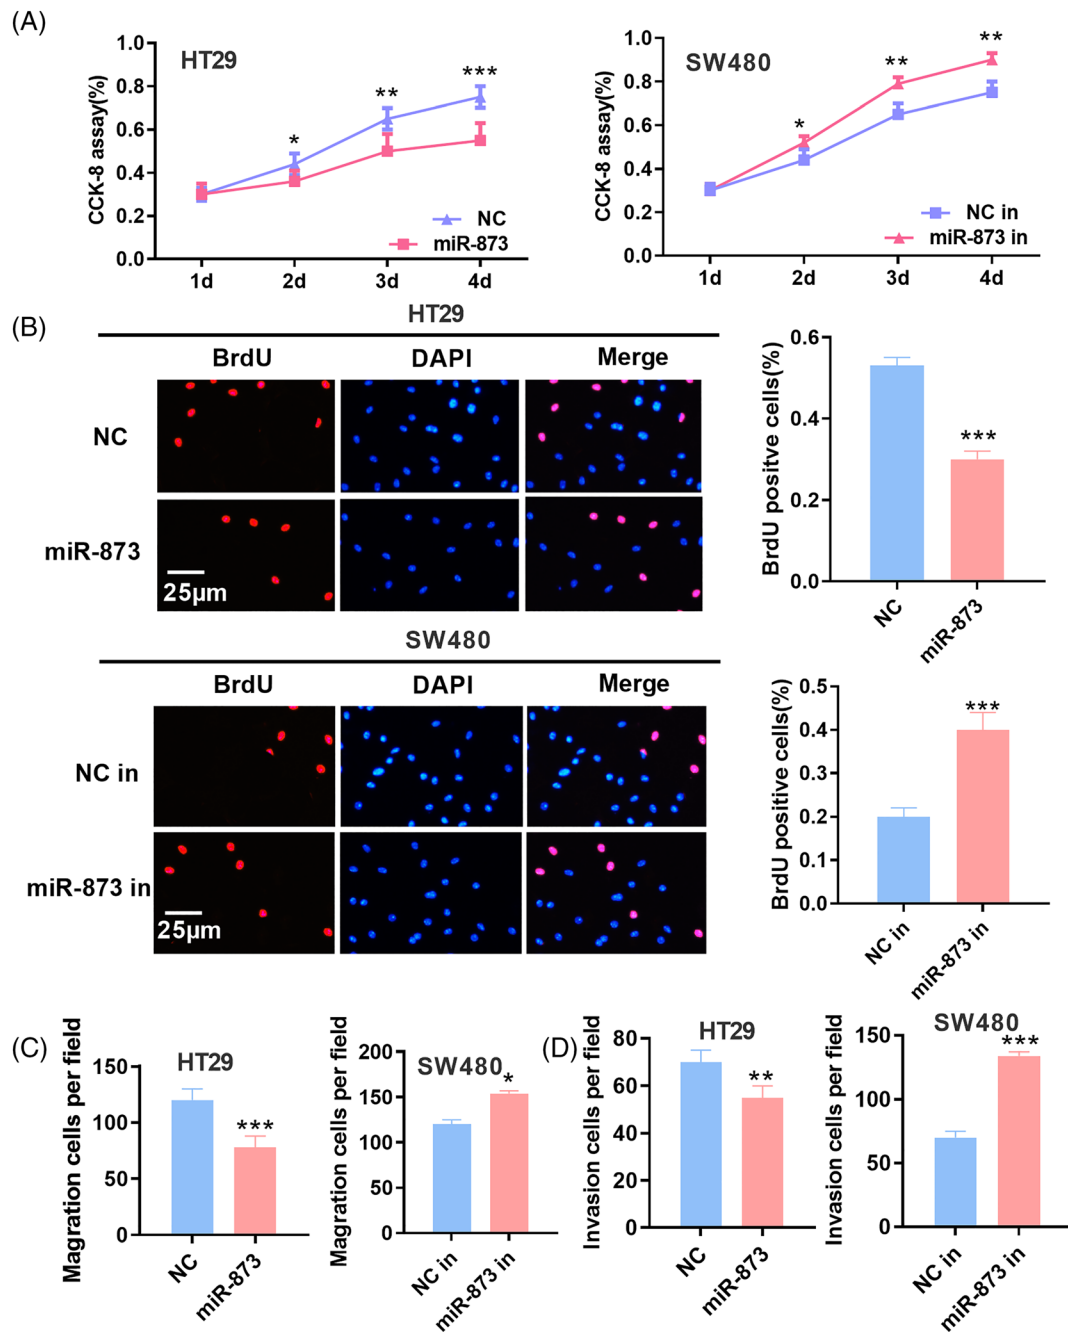 (A)
HT29
CCK-8 assay(%)
1.0
0.8
0.6
0.4
0.2
0.0
*
**
***
NC
miR-873
1d 2d 3d 4d
SW480
CCK-8 assay(%)
1.0
0.8
0.6
0.4
0.2
0.0
*
**
**
NC in
miR-873 in
1d 2d 3d 4d
(B)
HT29
BrdU DAPI Merge
NC
miR-873
25μm
BrdU positve cells(%)
0.6
0.4
0.2
0.0
***
NC
miR-873
SW480
BrdU DAPI Merge
NC in
miR-873 in
25μm
BrdU positive cells(%)
0.5
0.4
0.3
0.2
0.1
0.0
***
NC in
miR-873 in
(C)
HT29
Magration cells per field
150
100
50
0
***
NC
miR-873
SW480
Magration cells per field
200
150
100
50
0
*
NC in
miR-873 in
(D)
HT29
Invasion cells per field
80
60
40
20
0
**
NC
miR-873
SW480
Invasion cells per field
150
100
50
0
***
NC in
miR-873 in